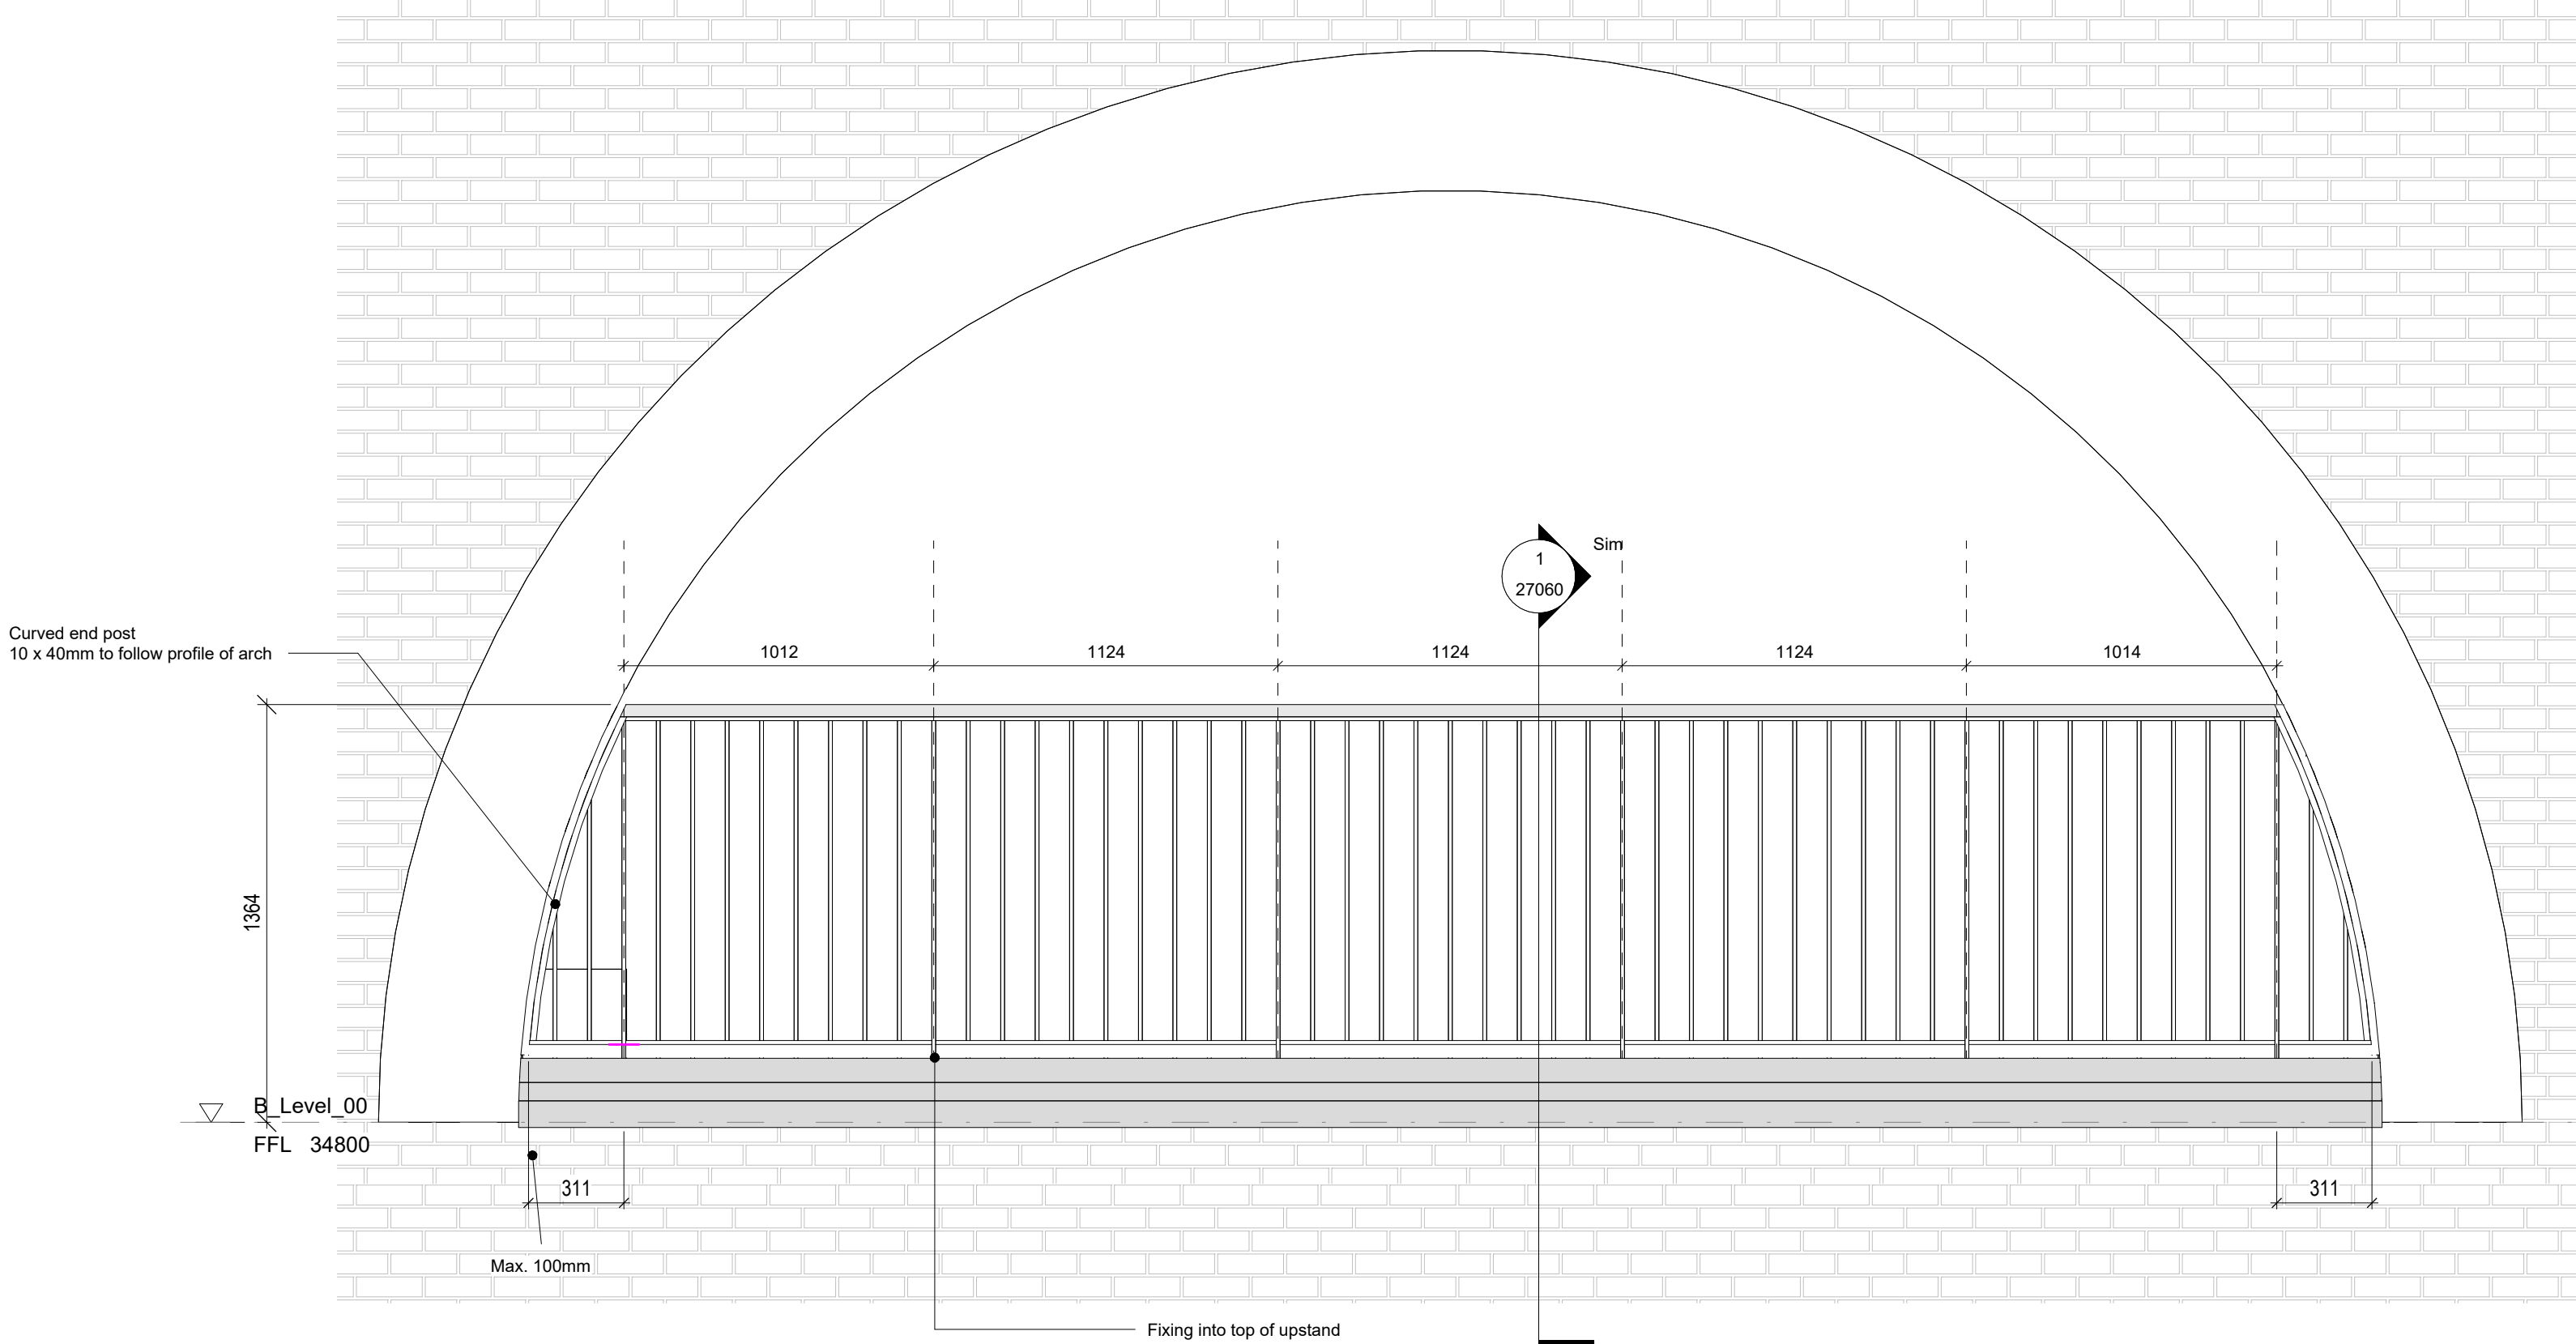 Sim
1
27060
Curved end post
10 x 40mm to follow profile of arch
1012
1124
1124
1124
1014
1364
B_Level_00
FFL 34800
311
311
Max. 100mm
Fixing into top of upstand